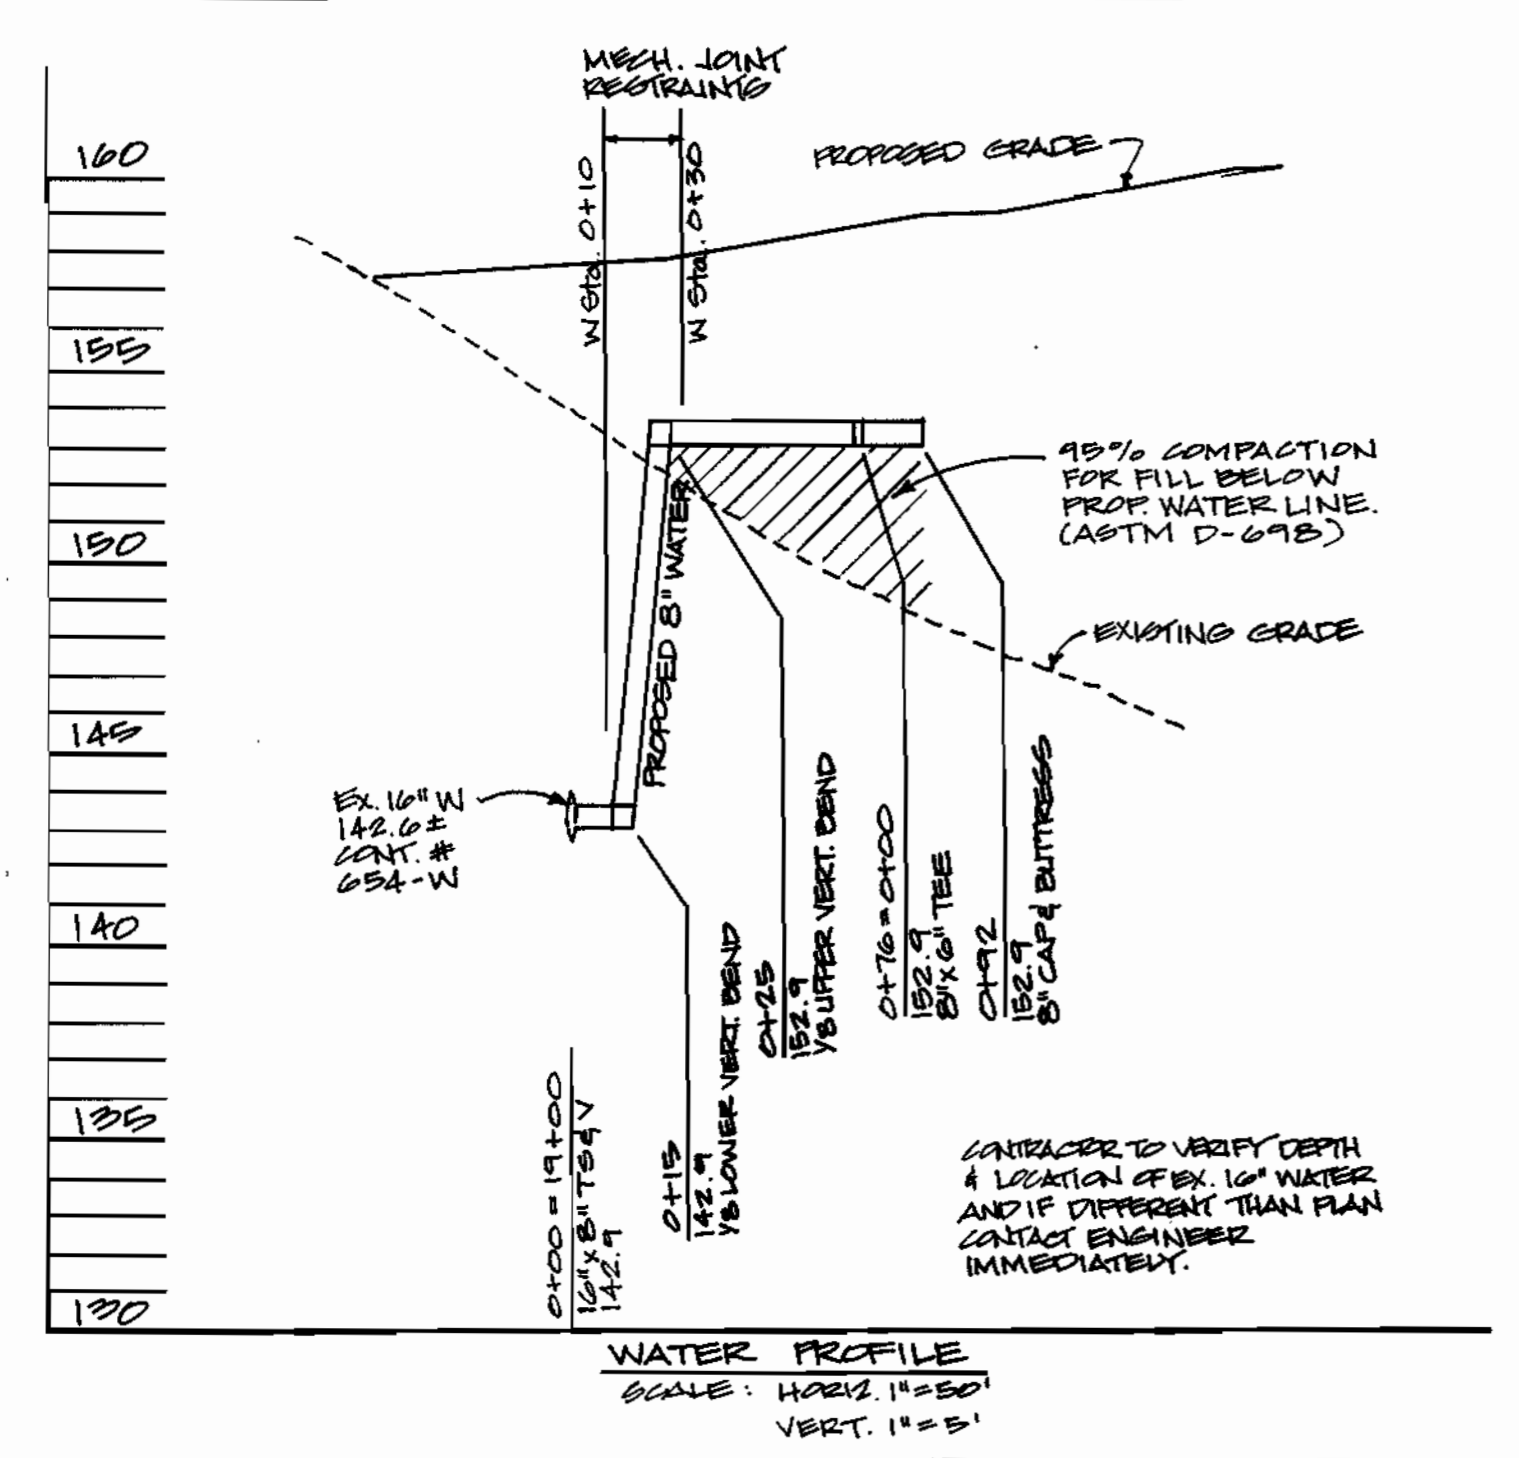 MECH. JOINT
RESTRAINTS
160
155
150
145
140
135
130
W Sta. 0+10
W Sta. 0+30
PROPOSED GRADE
95% COMPACTION
FOR FILL BELOW
PROP. WATER LINE.
(ASTM D-698)
EXISTING GRADE
PROPOSED 8" WATER
EX. 16" W
142.6±
CONT. #
654-W
0+00 = 19+00
16" x 8" TS & V
142.9
0+15
142.9
1/8 LOWER VERT. BEND
0+25
152.9
1/8 UPPER VERT. BEND
0+76 = 0+00
152.9
8" x 6" TEE
0+92
152.9
8" CAP & BUTTRESS
CONTRACTOR TO VERIFY DEPTH
& LOCATION OF EX. 16" WATER
AND IF DIFFERENT THAN PLAN
CONTACT ENGINEER
IMMEDIATELY.
WATER PROFILE
SCALE: HORIZ. 1"=50'
VERT. 1"=5'